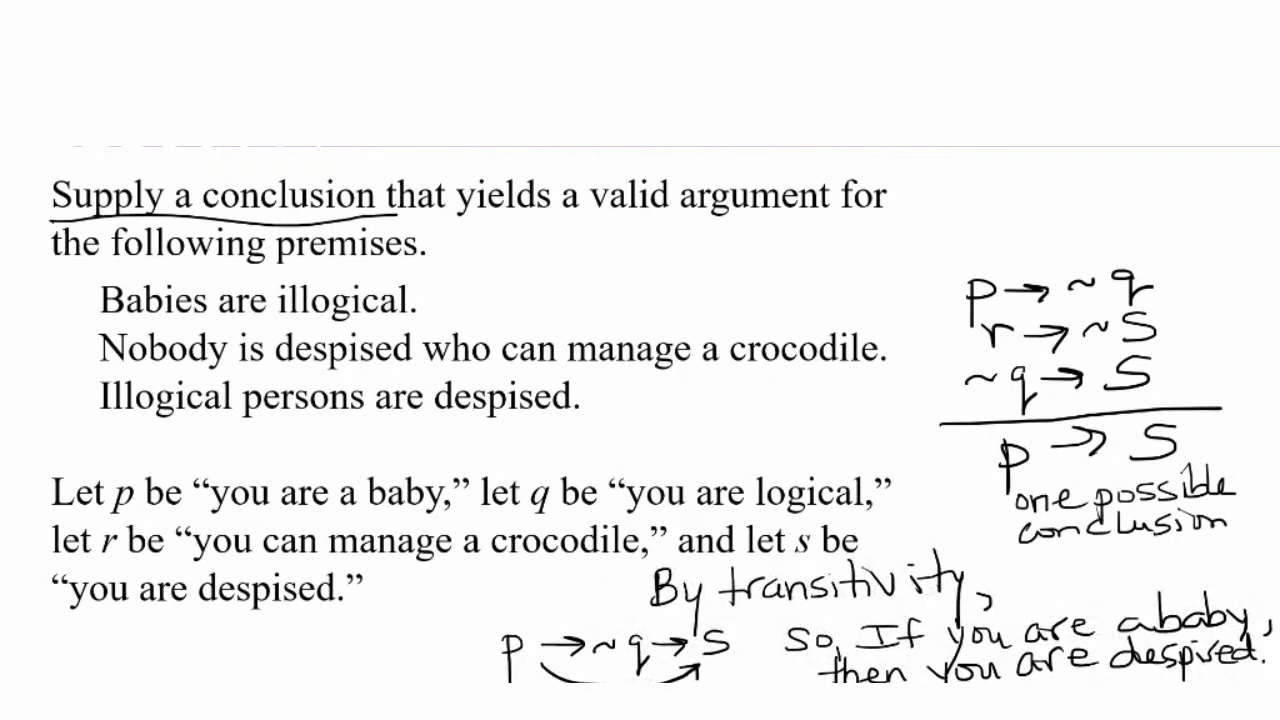 Supply a conclusion that yields a valid argument for
the following premises.
Babies are illogical.
Nobody is despised who can manage a crocodile.
Illogical persons are despised.
Let p be “you are a baby,” let q be “you are logical,”
let r be “you can manage a crocodile,” and let s be
“you are despised.”
p → ~ q
r → ~ s
~ q → s
p → s
one possible
conclusion
By transitivity,
p → ~ q → s
so, If you are a baby,
then you are despised.